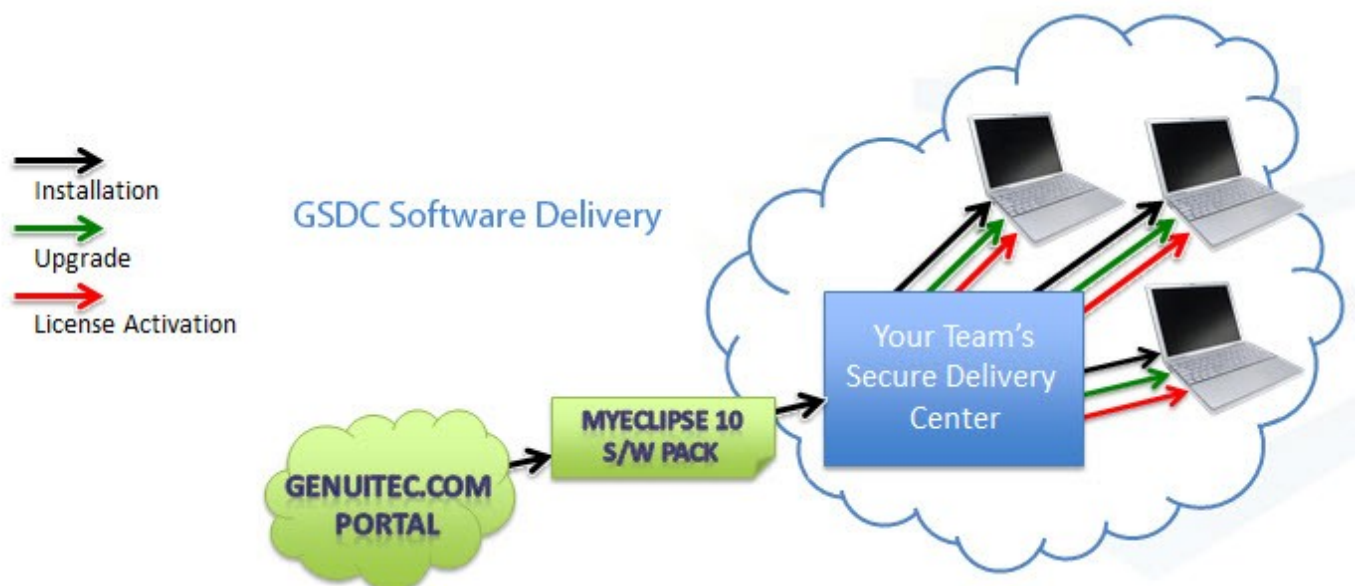 Installation
Upgrade
License Activation
GSDC Software Delivery
GENUITEC.COM
PORTAL
MYECLIPSE 10
S/W PACK
Your Team's
Secure Delivery
Center